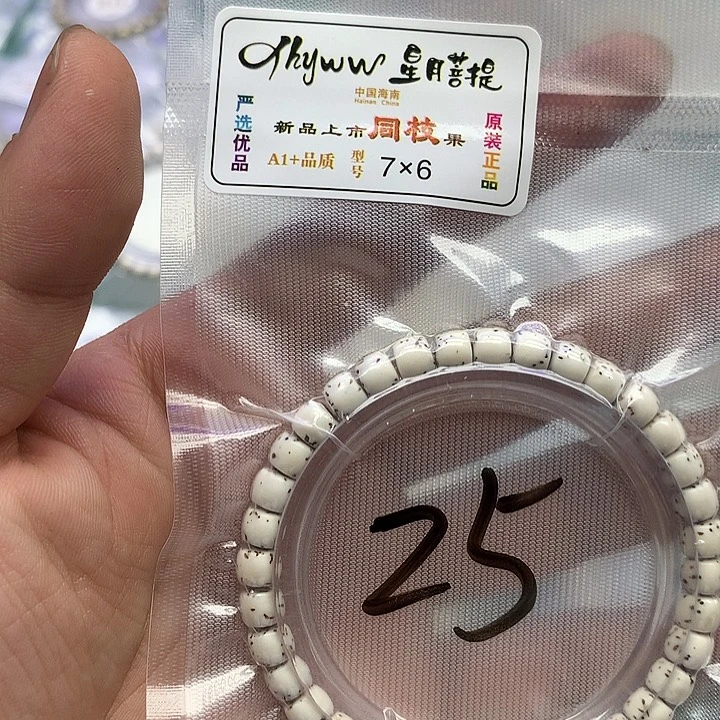 dhyww 星月菩提
中国海南
Hainan China
严选优品
新品上市同枝果
A1+品质 型号 7×6
原装正品
25